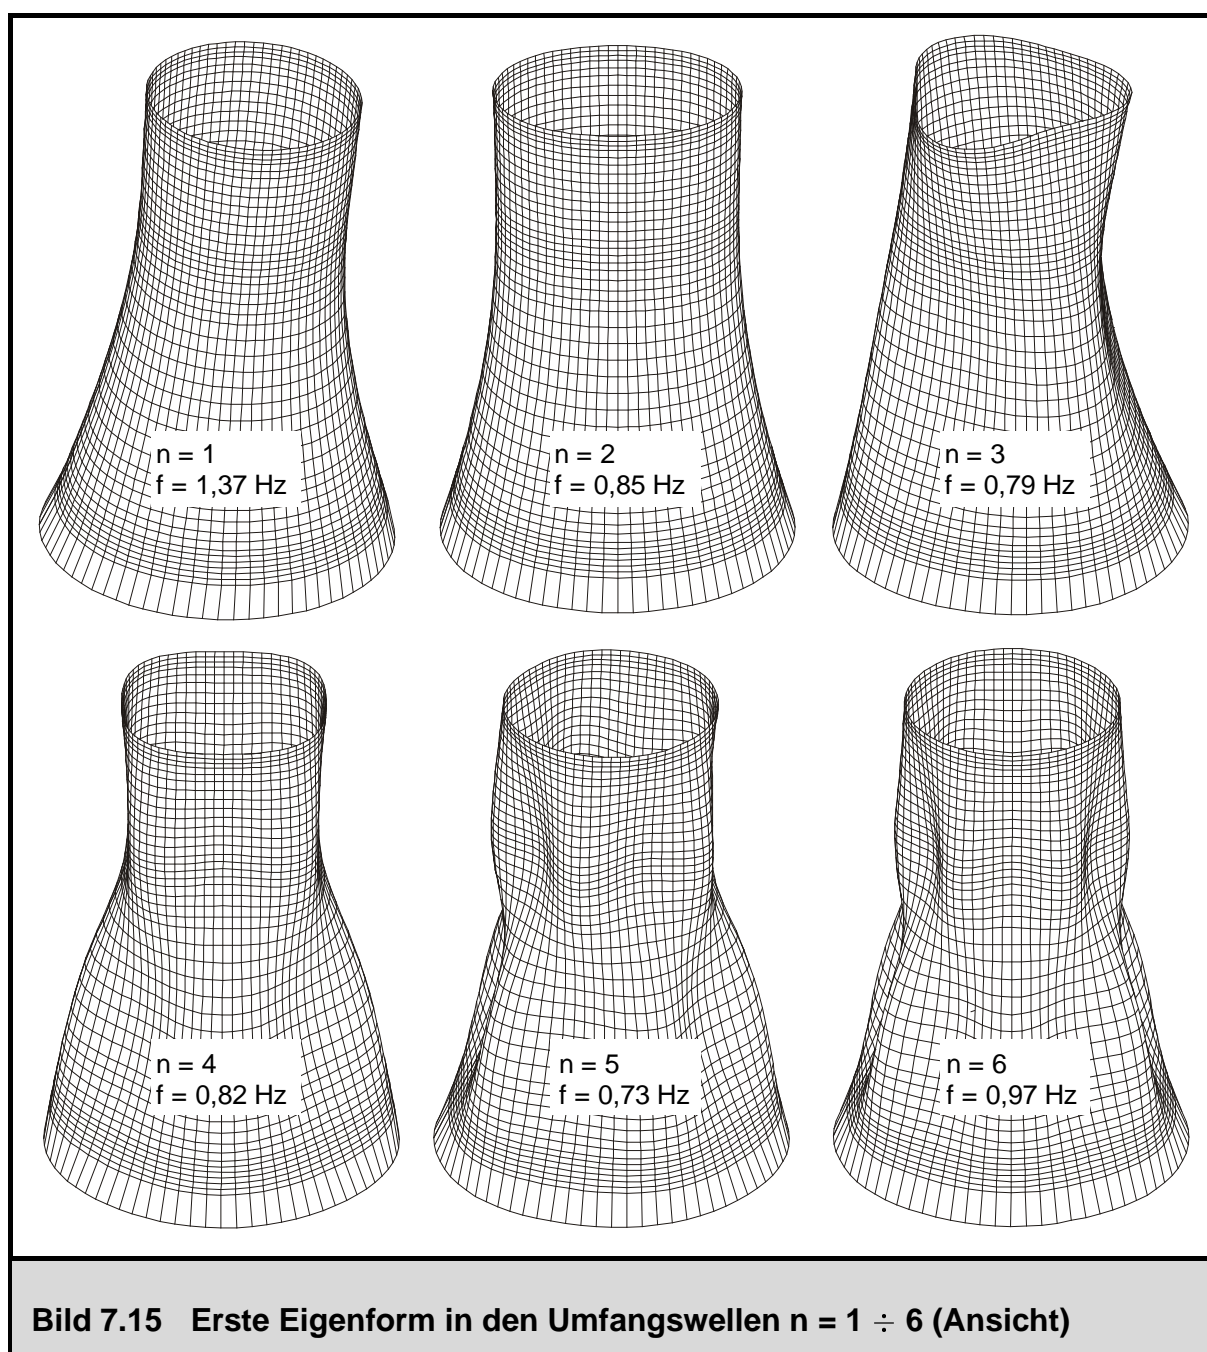 n = 1
f = 1,37 Hz
n = 2
f = 0,85 Hz
n = 3
f = 0,79 Hz
n = 4
f = 0,82 Hz
n = 5
f = 0,73 Hz
n = 6
f = 0,97 Hz
Bild 7.15 Erste Eigenform in den Umfangswellen n = 1 ÷ 6 (Ansicht)